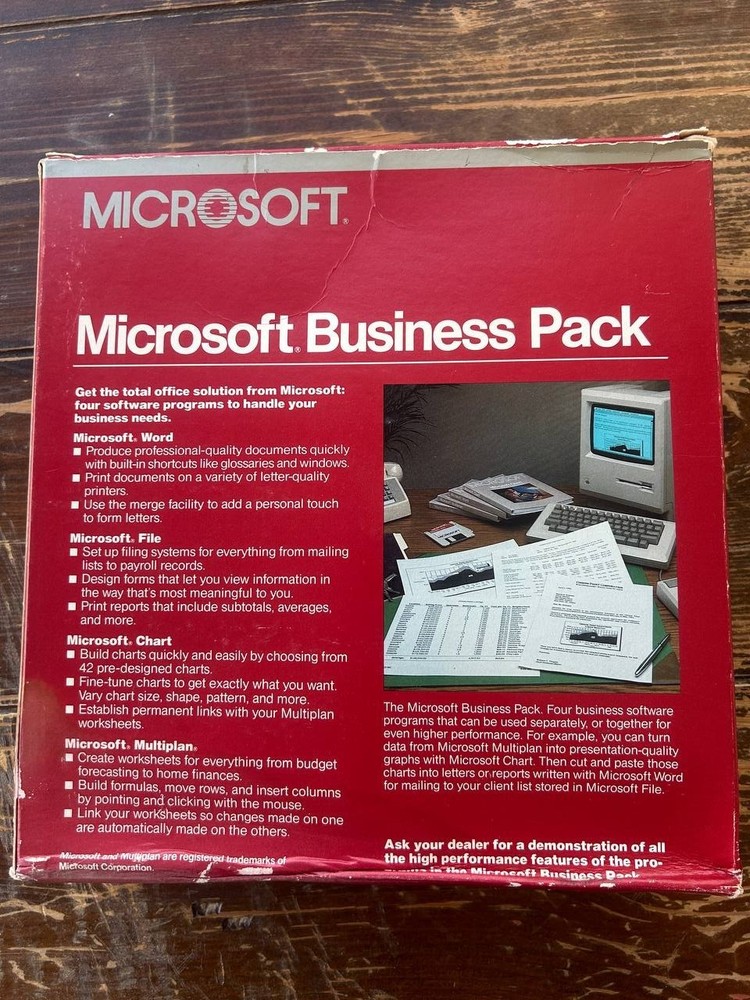 MICROSOFT®
Microsoft® Business Pack
Get the total office solution from Microsoft:
four software programs to handle your
business needs.
Microsoft® Word
■ Produce professional-quality documents quickly
with built-in shortcuts like glossaries and windows.
■ Print documents on a variety of letter-quality
printers.
■ Use the merge facility to add a personal touch
to form letters.
Microsoft® File
■ Set up filing systems for everything from mailing
lists to payroll records.
■ Design forms that let you view information in
the way that's most meaningful to you.
■ Print reports that include subtotals, averages,
and more.
Microsoft® Chart
■ Build charts quickly and easily by choosing from
42 pre-designed charts.
■ Fine-tune charts to get exactly what you want.
Vary chart size, shape, pattern, and more.
■ Establish permanent links with your Multiplan
worksheets.
Microsoft® Multiplan®
■ Create worksheets for everything from budget
forecasting to home finances.
■ Build formulas, move rows, and insert columns
by pointing and clicking with the mouse.
■ Link your worksheets so changes made on one
are automatically made on the others.
Microsoft and Multiplan are registered trademarks of
Microsoft Corporation.
The Microsoft Business Pack. Four business software
programs that can be used separately, or together for
even higher performance. For example, you can turn
data from Microsoft Multiplan into presentation-quality
graphs with Microsoft Chart. Then cut and paste those
charts into letters or reports written with Microsoft Word
for mailing to your client list stored in Microsoft File.
Ask your dealer for a demonstration of all
the high performance features of the pro-
grams in the Microsoft Business Pack